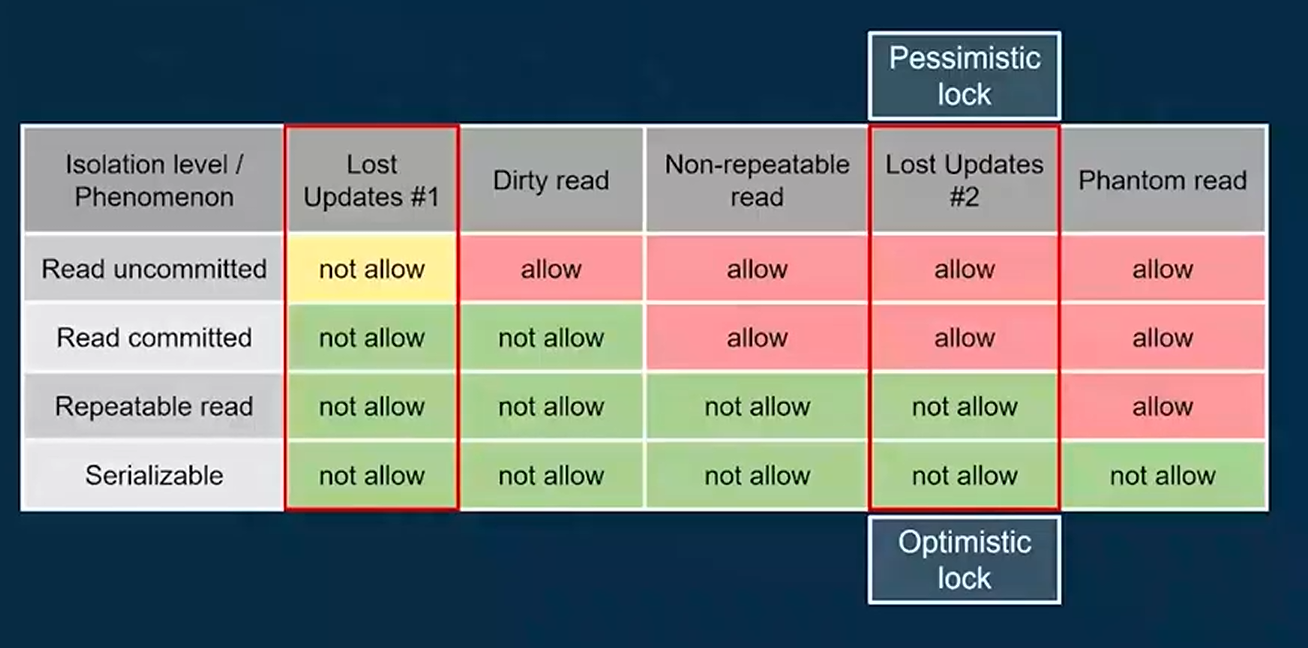 Pessimistic
lock
Isolation level /
Phenomenon
Lost
Updates #1
Dirty read
Non-repeatable
read
Lost Updates
#2
Phantom read
Read uncommitted
not allow
allow
allow
allow
allow
Read committed
not allow
not allow
allow
allow
allow
Repeatable read
not allow
not allow
not allow
not allow
allow
Serializable
not allow
not allow
not allow
not allow
not allow
Optimistic
lock